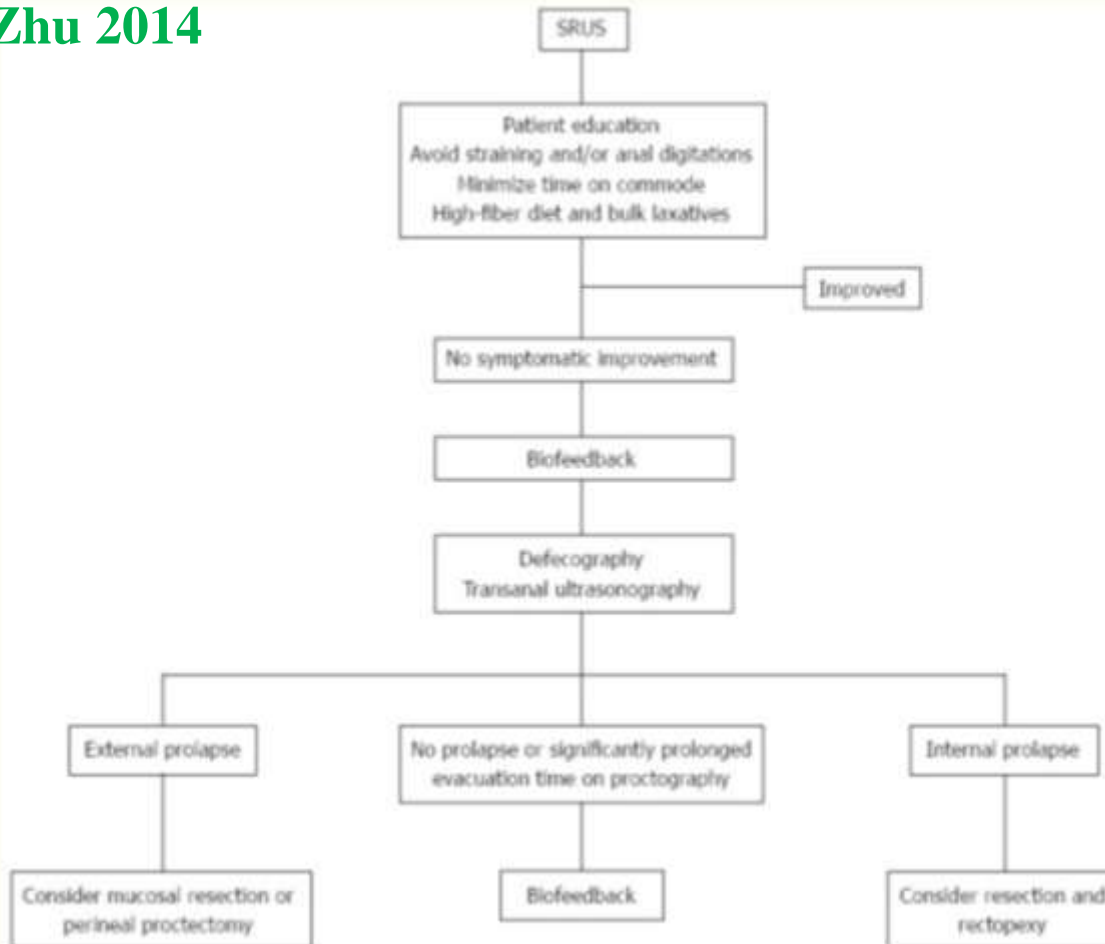 Zhu 2014
SRUS
Patient education
Avoid straining and/or anal digitations
Minimize time on commode
High-fiber diet and bulk laxatives
Improved
No symptomatic improvement
Biofeedback
Defecography
Transanal ultrasonography
External prolapse
No prolapse or significantly prolonged
evacuation time on proctography
Internal prolapse
Consider mucosal resection or
perineal proctectomy
Biofeedback
Consider resection and
rectopexy